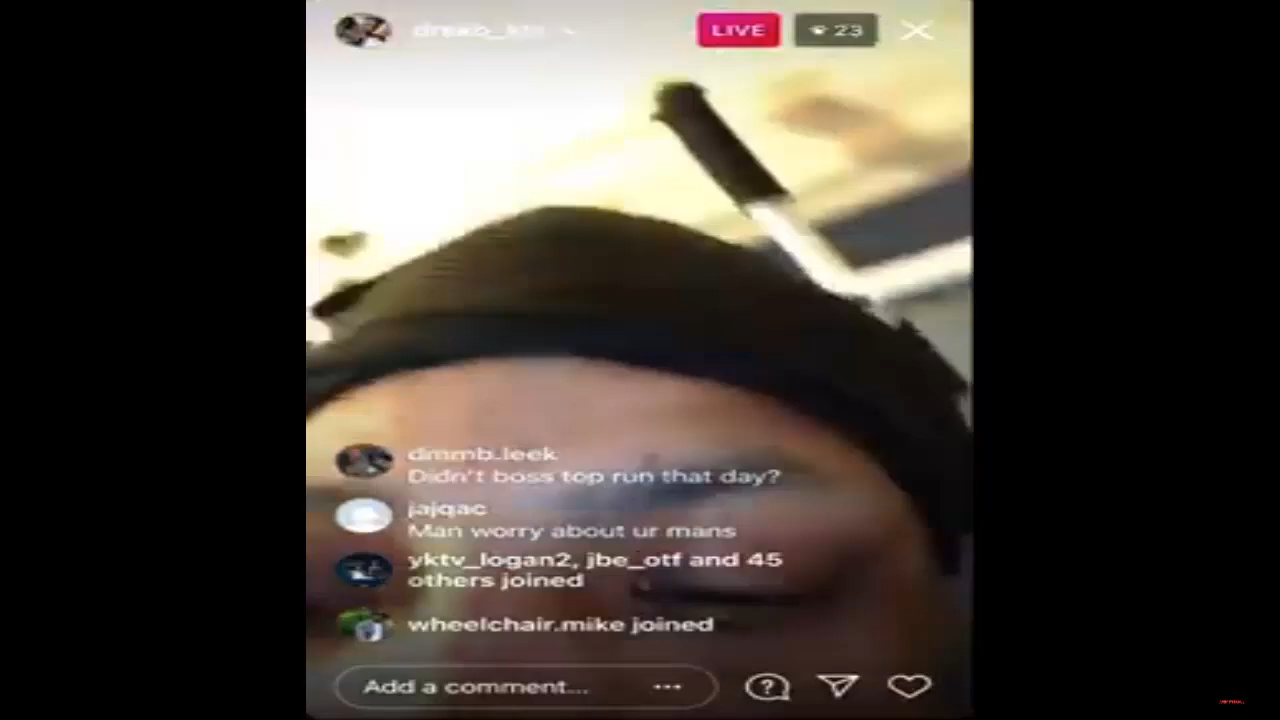 LIVE
23
dmmb.leek
Didn't boss top run that day?
jajqac
Man worry about ur mans
yktv_logan2, jbe_otf and 45
others joined
wheelchair.mike joined
Add a comment...